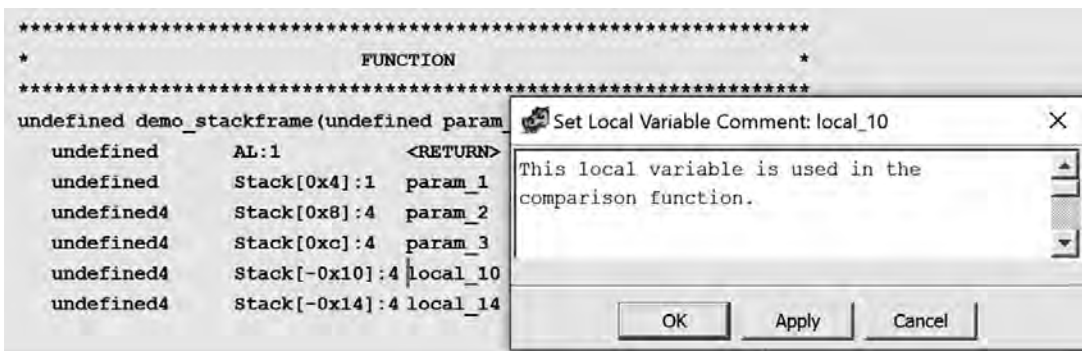 *******************************************************************
* FUNCTION *
*******************************************************************
undefined demo_stackframe(undefined param_
undefined AL:1 <RETURN>
undefined Stack[0x4]:1 param_1
undefined4 Stack[0x8]:4 param_2
undefined4 Stack[0xc]:4 param_3
undefined4 Stack[-0x10]:4 local_10
undefined4 Stack[-0x14]:4 local_14
Set Local Variable Comment: local_10
This local variable is used in the
comparison function.
OK Apply Cancel